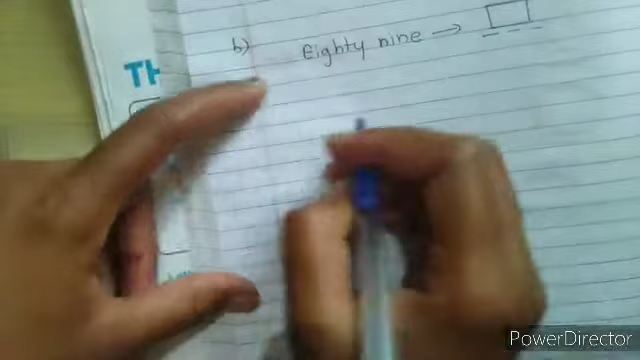 b) Eighty nine →
TH
PowerDirector